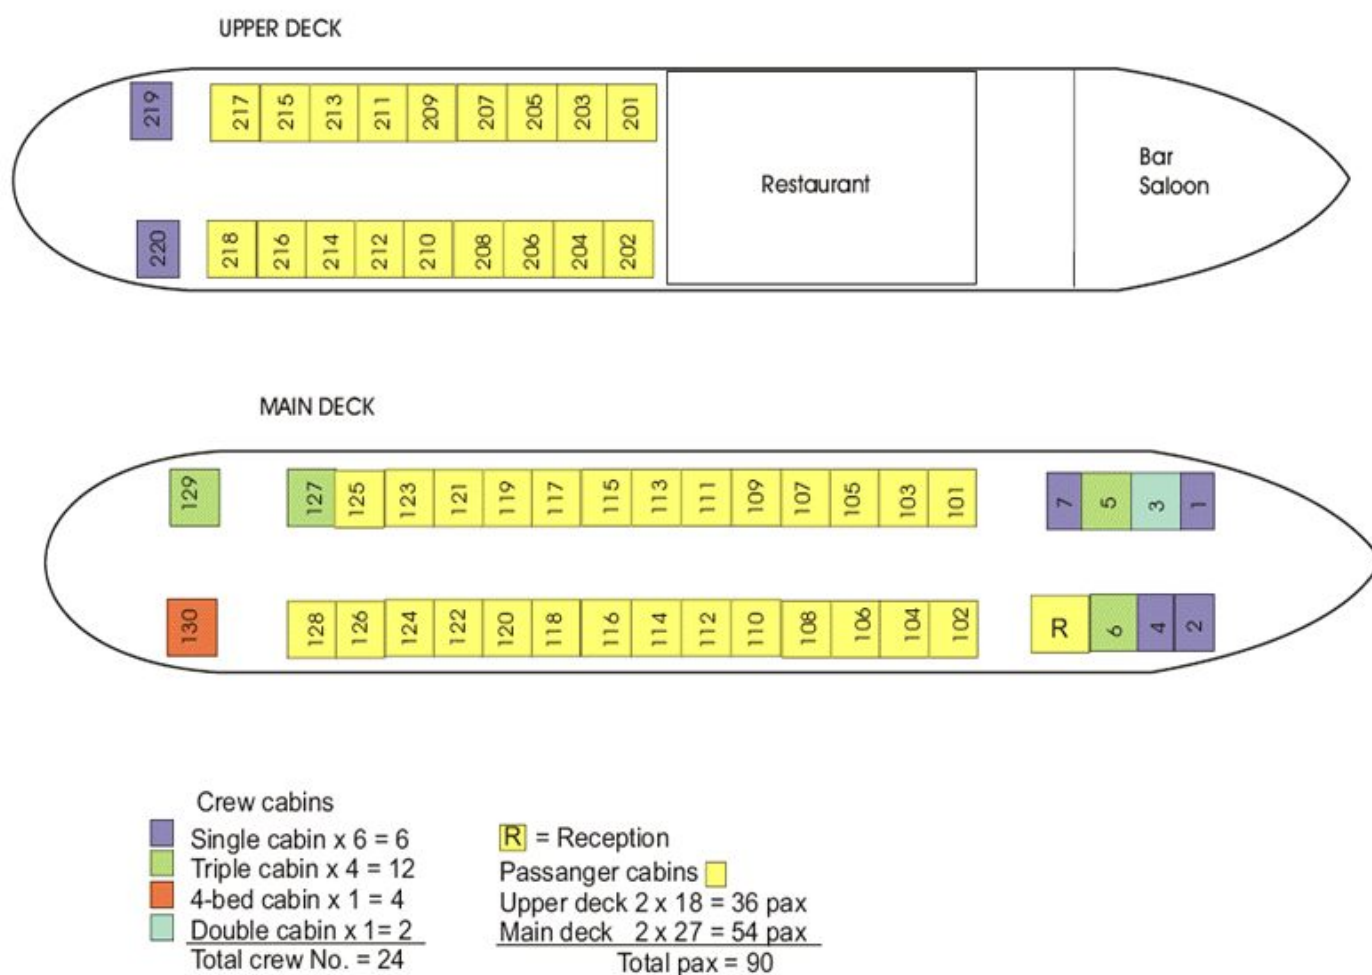 UPPER DECK
219
217 215 213 211 209 207 205 203 201
Restaurant
Bar
Saloon
220
218 216 214 212 210 208 206 204 202
MAIN DECK
129
127 125 123 121 119 117 115 113 111 109 107 105 103 101
7 5 3 1
130
128 126 124 122 120 118 116 114 112 110 108 106 104 102
R 6 4 2
Crew cabins
Single cabin x 6 = 6
Triple cabin x 4 = 12
4-bed cabin x 1 = 4
Double cabin x 1= 2
Total crew No. = 24
R = Reception
Passanger cabins
Upper deck 2 x 18 = 36 pax
Main deck 2 x 27 = 54 pax
Total pax = 90